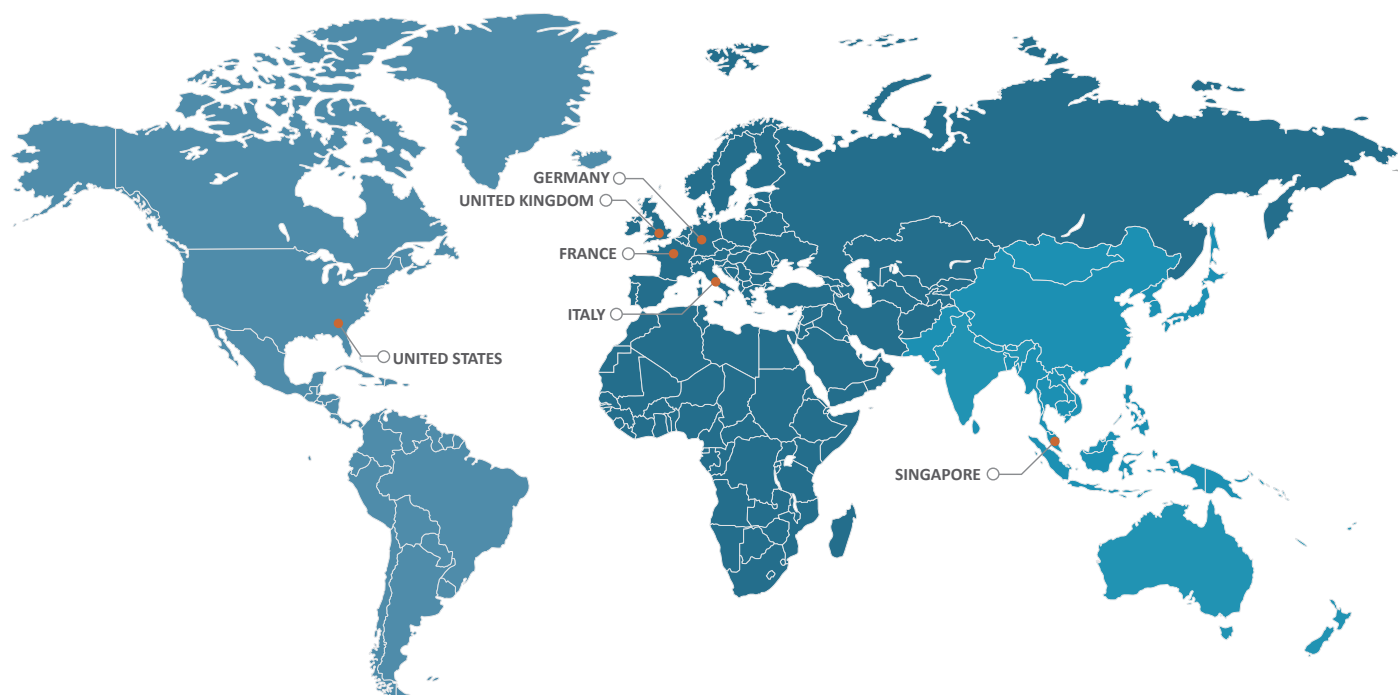 GERMANY
UNITED KINGDOM
FRANCE
ITALY
UNITED STATES
SINGAPORE